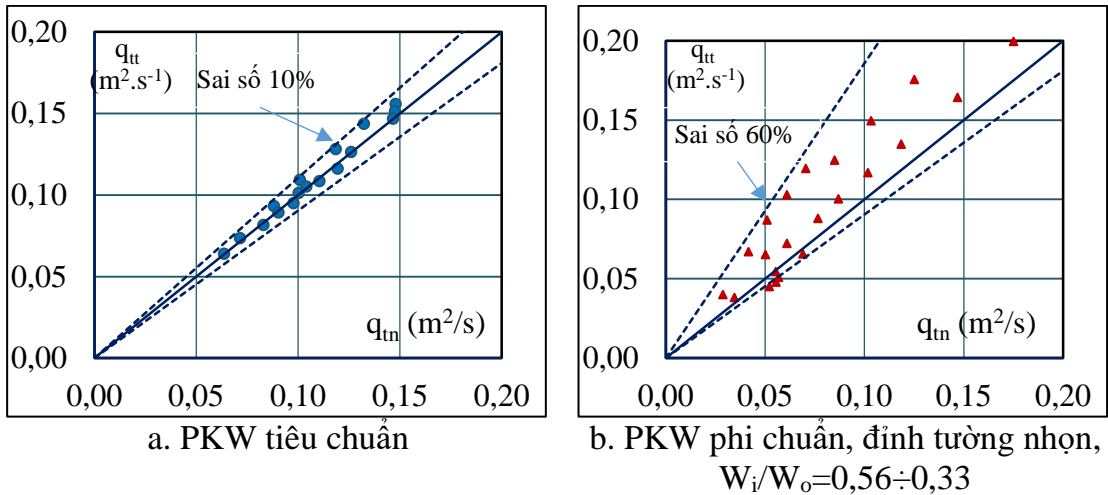 0,20
q_tt
(m².s⁻¹)
Sai số 10%
0,15
0,10
0,05
q_tn (m²/s)
0,00
0,00 0,05 0,10 0,15 0,20
a. PKW tiêu chuẩn
0,20
q_tt
(m².s⁻¹)
0,15
Sai số 60%
0,10
0,05
q_tn (m²/s)
0,00
0,00 0,05 0,10 0,15 0,20
b. PKW phi chuẩn, đỉnh tường nhọn,
W_i/W_o=0,56÷0,33